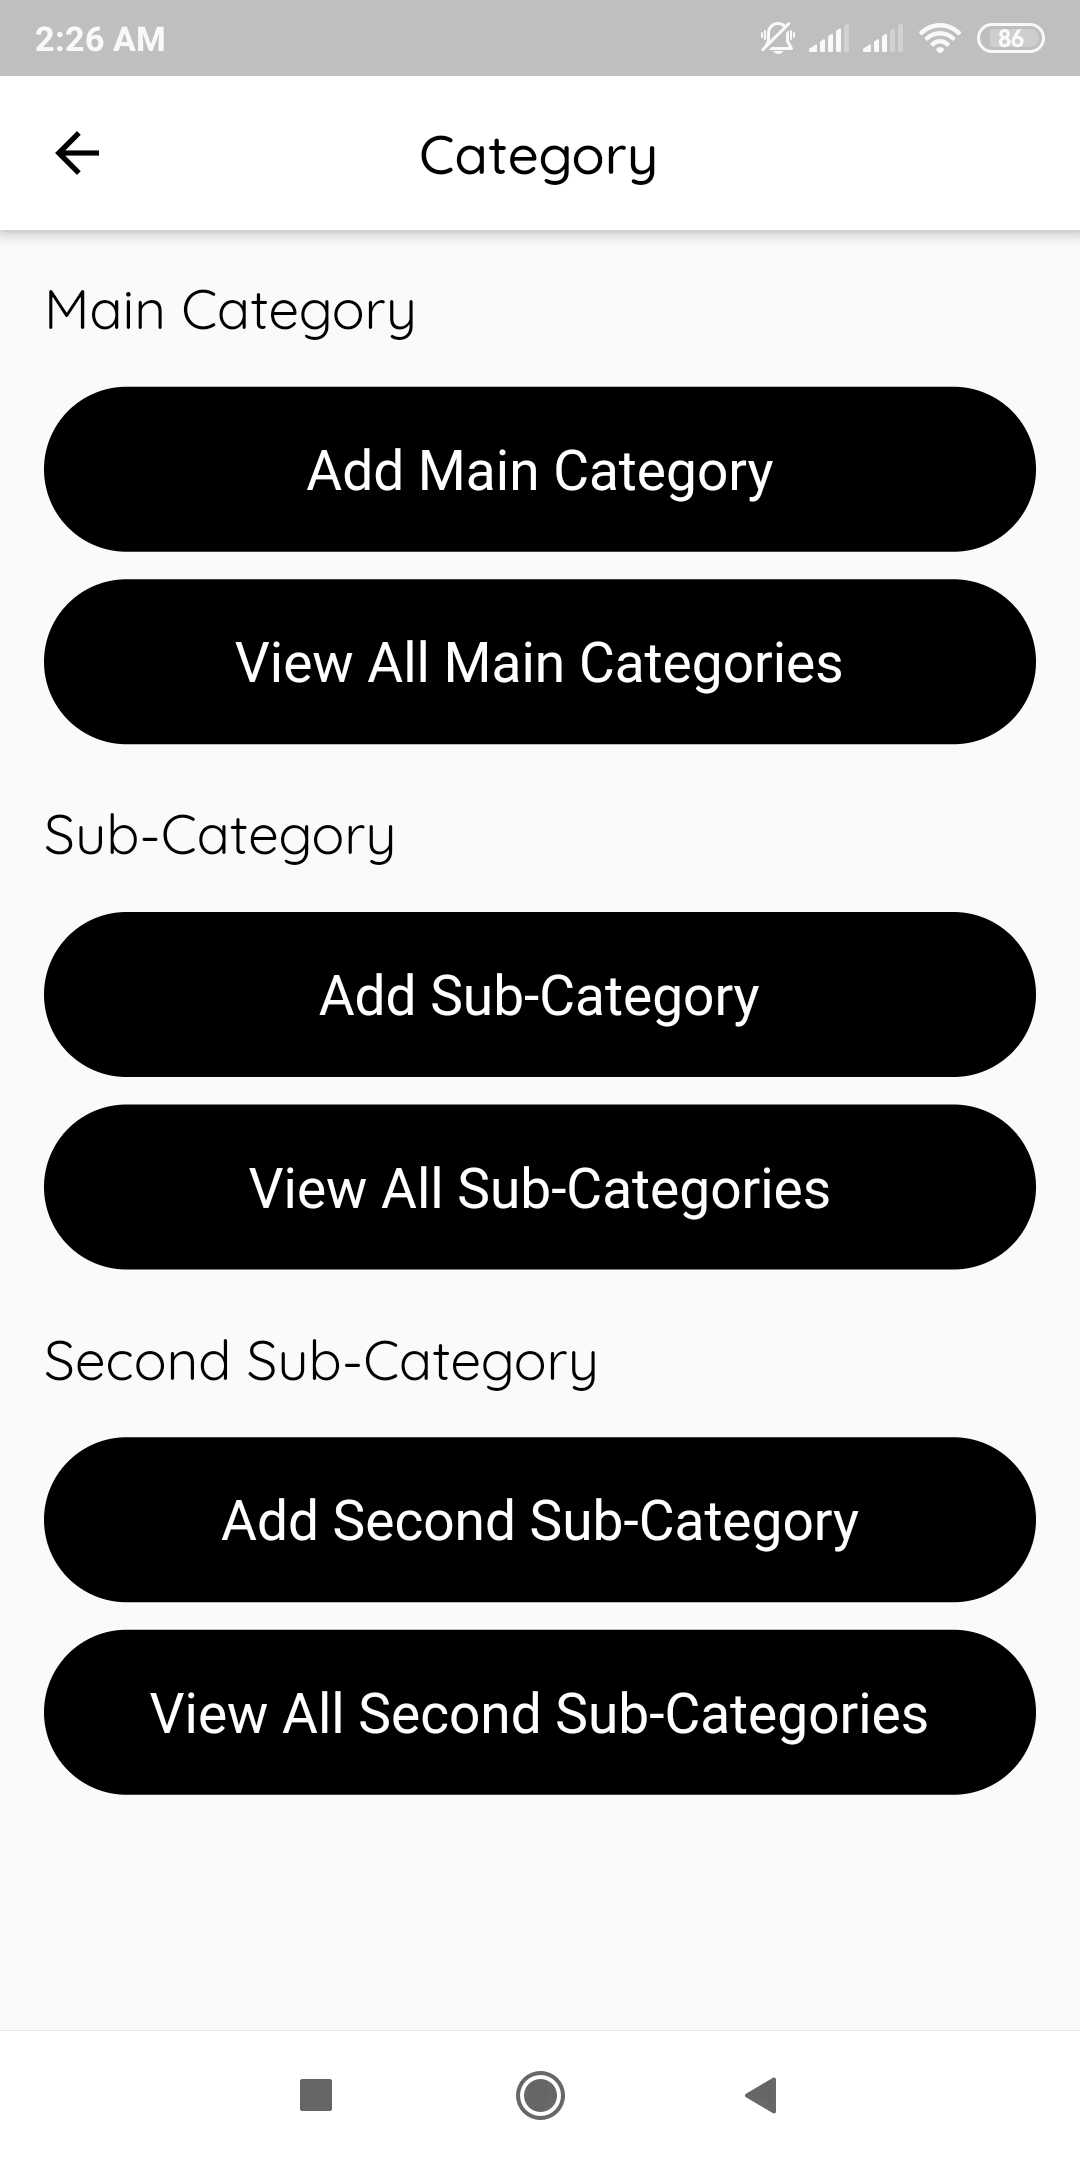 2:26 AM
86
Category
Main Category
Add Main Category
View All Main Categories
Sub-Category
Add Sub-Category
View All Sub-Categories
Second Sub-Category
Add Second Sub-Category
View All Second Sub-Categories